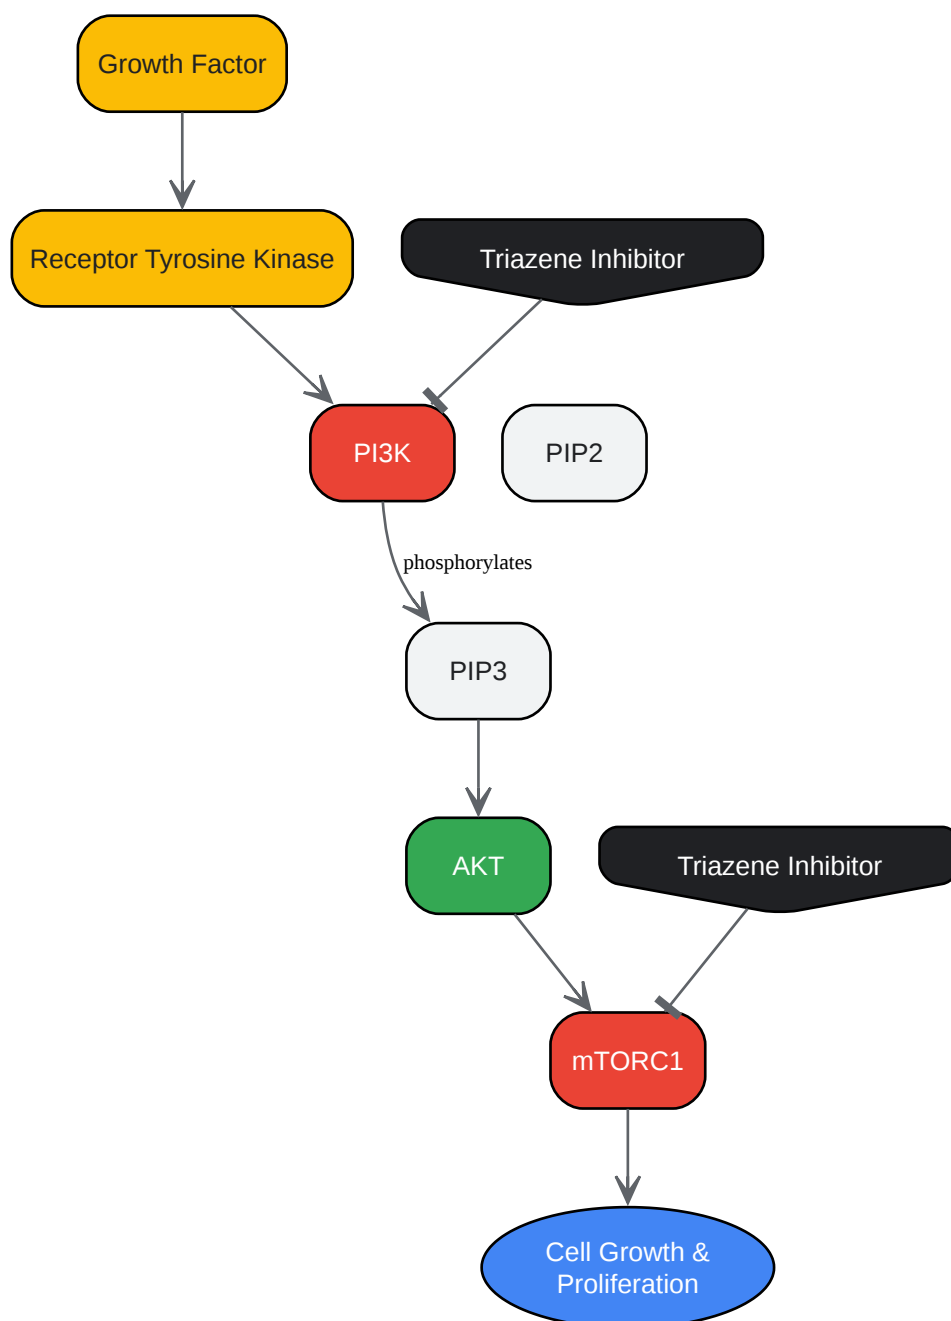 Growth Factor
Receptor Tyrosine Kinase
Triazene Inhibitor
PI3K
PIP2
phosphorylates
PIP3
AKT
Triazene Inhibitor
mTORC1
Cell Growth &
Proliferation